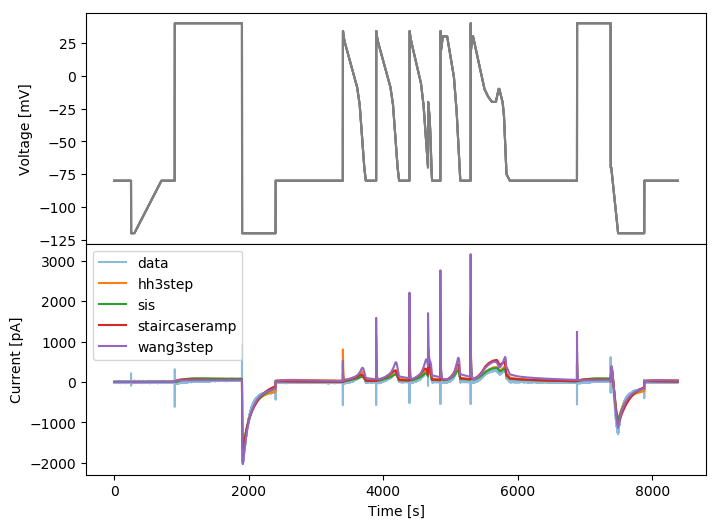 25
0
−25
−50
−75
−100
−125
Voltage [mV]
data
hh3step
sis
staircaseramp
wang3step
3000
2000
1000
0
−1000
−2000
Current [pA]
0 2000 4000 6000 8000
Time [s]